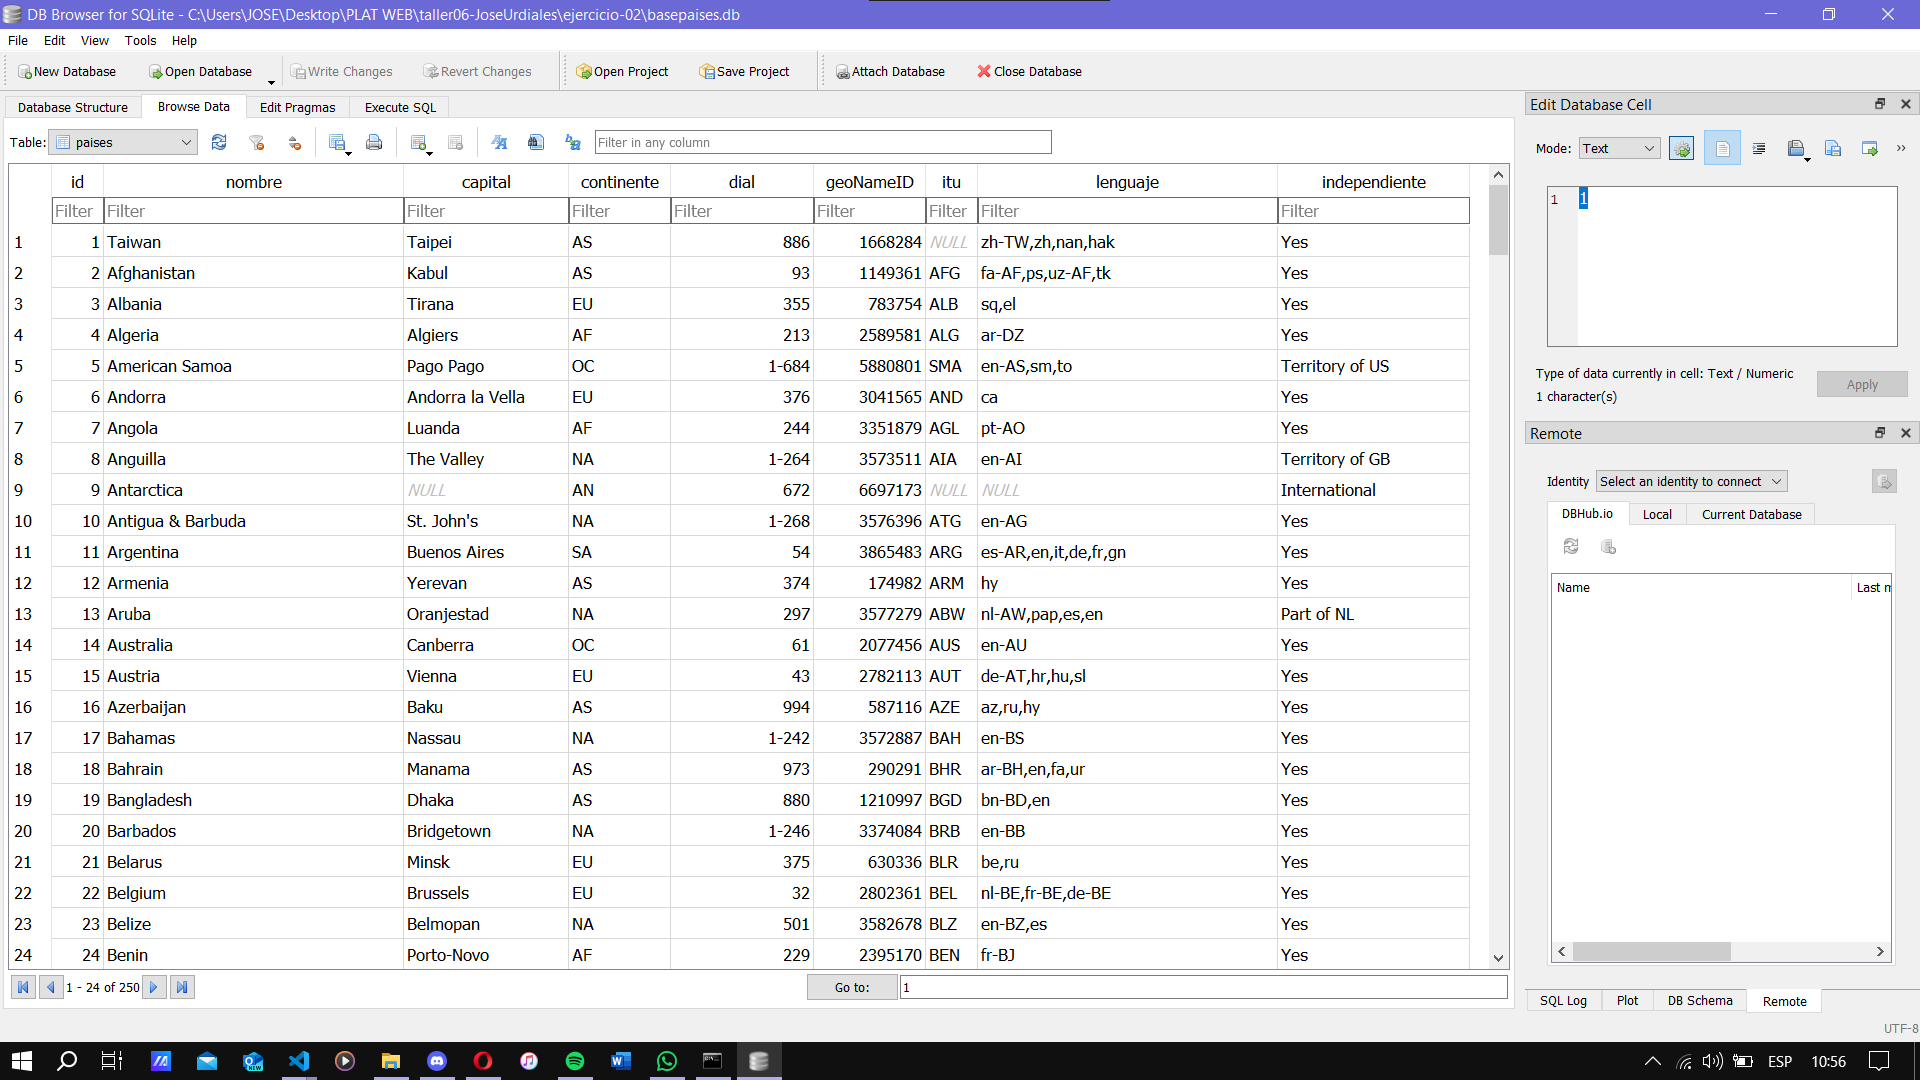 DB Browser for SQLite - C:\Users\JOSE\Desktop\PLAT WEB\taller06-JoseUrdiales\ejercicio-02\basepaises.db
File Edit View Tools Help
New Database Open Database Write Changes Revert Changes Open Project Save Project Attach Database Close Database
Database Structure Browse Data Edit Pragmas Execute SQL
Table: paises Filter in any column
id nombre capital continente dial geoNameID itu lenguaje independiente
Filter Filter Filter Filter Filter Filter Filter Filter Filter
1 1 Taiwan Taipei AS 886 1668284 NULL zh-TW,zh,nan,hak Yes
2 2 Afghanistan Kabul AS 93 1149361 AFG fa-AF,ps,uz-AF,tk Yes
3 3 Albania Tirana EU 355 783754 ALB sq,el Yes
4 4 Algeria Algiers AF 213 2589581 ALG ar-DZ Yes
5 5 American Samoa Pago Pago OC 1-684 5880801 SMA en-AS,sm,to Territory of US
6 6 Andorra Andorra la Vella EU 376 3041565 AND ca Yes
7 7 Angola Luanda AF 244 3351879 AGL pt-AO Yes
8 8 Anguilla The Valley NA 1-264 3573511 AIA en-AI Territory of GB
9 9 Antarctica NULL AN 672 6697173 NULL NULL International
10 10 Antigua & Barbuda St. John's NA 1-268 3576396 ATG en-AG Yes
11 11 Argentina Buenos Aires SA 54 3865483 ARG es-AR,en,it,de,fr,gn Yes
12 12 Armenia Yerevan AS 374 174982 ARM hy Yes
13 13 Aruba Oranjestad NA 297 3577279 ABW nl-AW,pap,es,en Part of NL
14 14 Australia Canberra OC 61 2077456 AUS en-AU Yes
15 15 Austria Vienna EU 43 2782113 AUT de-AT,hr,hu,sl Yes
16 16 Azerbaijan Baku AS 994 587116 AZE az,ru,hy Yes
17 17 Bahamas Nassau NA 1-242 3572887 BAH en-BS Yes
18 18 Bahrain Manama AS 973 290291 BHR ar-BH,en,fa,ur Yes
19 19 Bangladesh Dhaka AS 880 1210997 BGD bn-BD,en Yes
20 20 Barbados Bridgetown NA 1-246 3374084 BRB en-BB Yes
21 21 Belarus Minsk EU 375 630336 BLR be,ru Yes
22 22 Belgium Brussels EU 32 2802361 BEL nl-BE,fr-BE,de-BE Yes
23 23 Belize Belmopan NA 501 3582678 BLZ en-BZ,es Yes
24 24 Benin Porto-Novo AF 229 2395170 BEN fr-BJ Yes
1 - 24 of 250 Go to: 1
Edit Database Cell
Mode: Text
1 1
Type of data currently in cell: Text / Numeric
1 character(s)
Apply
Remote
Identity Select an identity to connect
DBHub.io Local Current Database
Name Last m
SQL Log Plot DB Schema Remote
UTF-8
ESP 10:56